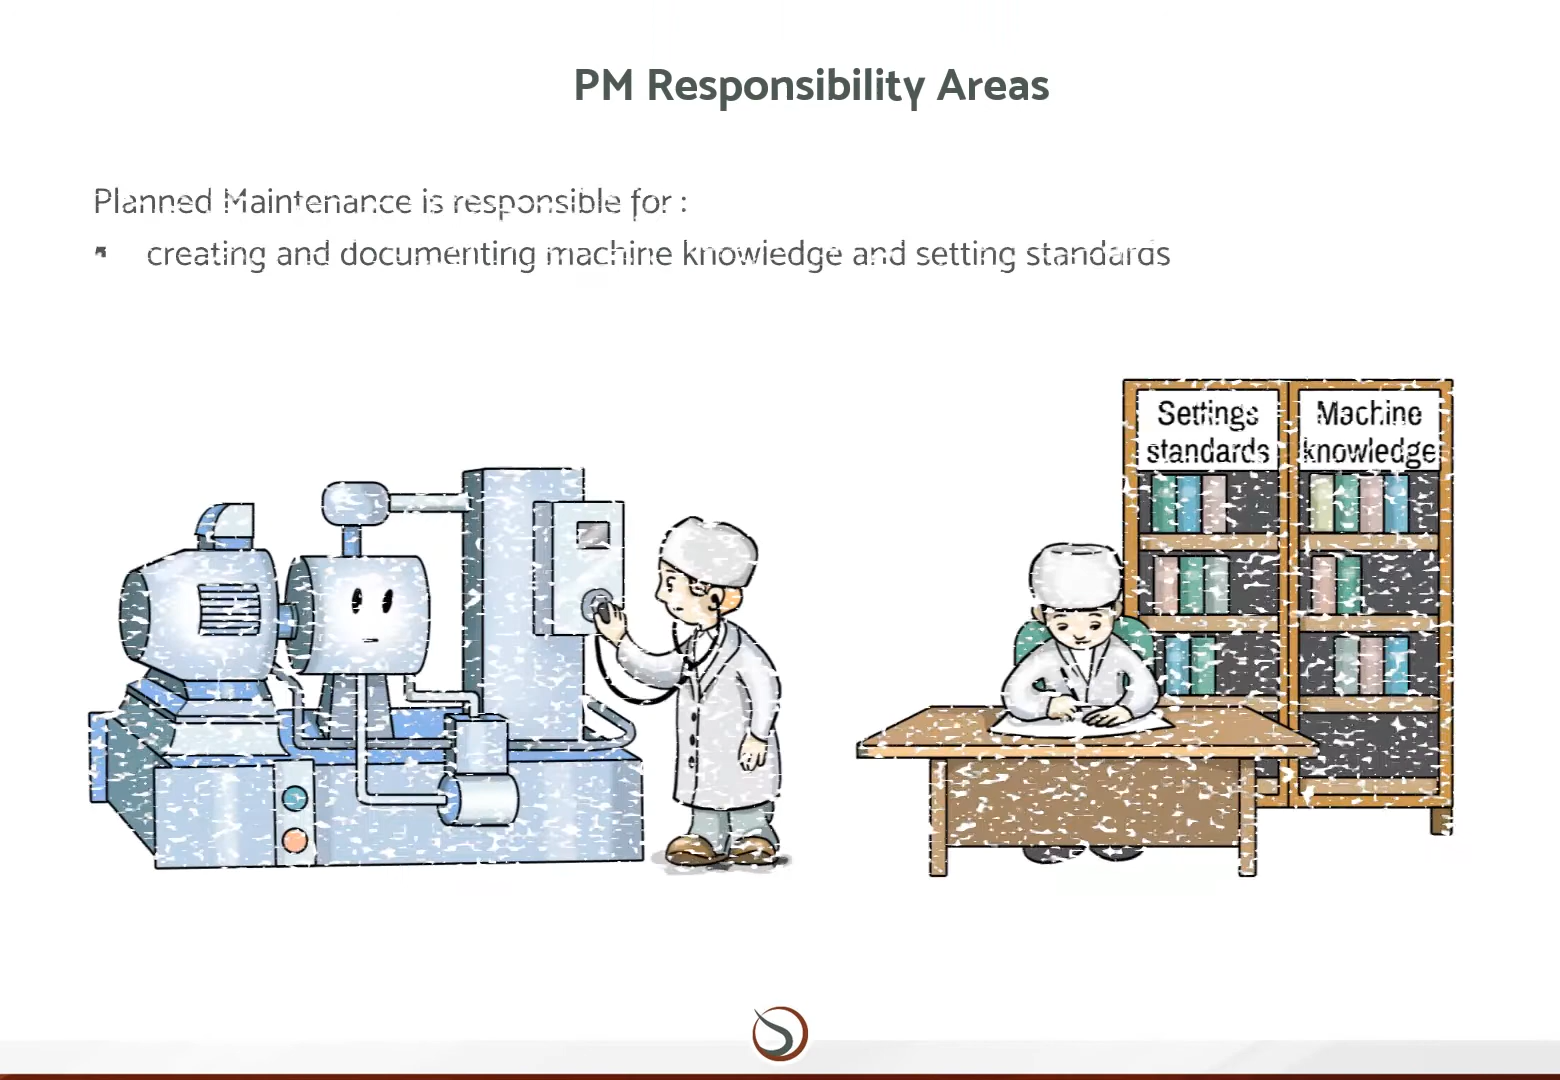 PM Responsibility Areas
Planned Maintenance is responsible for :
▪ creating and documenting machine knowledge and setting standards
Settings
standards
Machine
knowledge